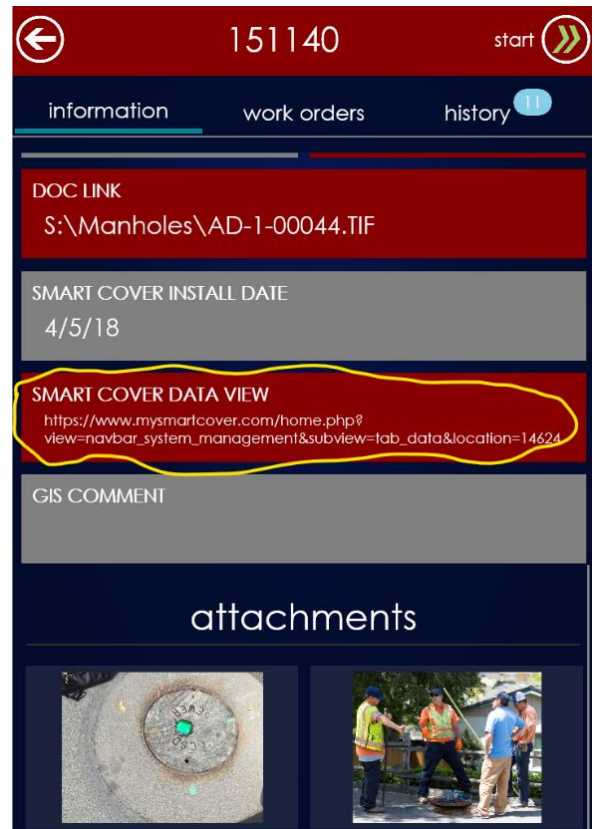 151140
start
information
work orders
history
11
DOC LINK
S:\Manholes\AD-1-00044.TIF
SMART COVER INSTALL DATE
4/5/18
SMART COVER DATA VIEW
https://www.mysmartcover.com/home.php?
view=navbar_system_management&subview=tab_data&location=14624
GIS COMMENT
attachments